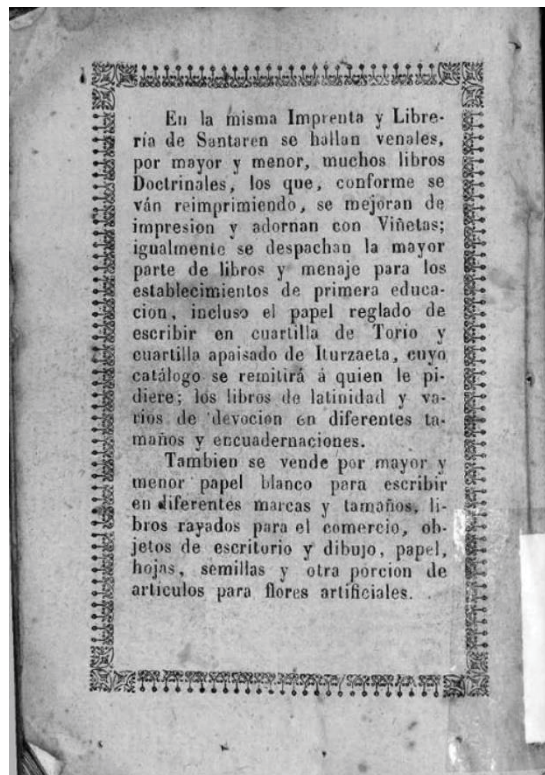 En la misma Imprenta y Libre-
ría de Santaren se hallan venales,
por mayor y menor, muchos libros
Doctrinales, los que, conforme se
ván reimprimiendo, se mejoran de
impresion y adornan con Viñetas;
igualmente se despachan la mayor
parte de libros y menaje para los
establecimientos de primera educa-
cion, incluso el papel reglado de
escribir en cuartilla de Torío y
cuartilla apaisado de Iturzaeta, cuyo
catálogo se remitirá á quien le pi-
diere; los libros de latinidad y va-
rios de devocion en diferentes ta-
maños y encuadernaciones.
Tambien se vende por mayor y
menor papel blanco para escribir
en diferentes marcas y tamaños, li-
bros rayados para el comercio, ob-
jetos de escritorio y dibujo, papel,
hojas, semillas y otra porcion de
artículos para flores artificiales.